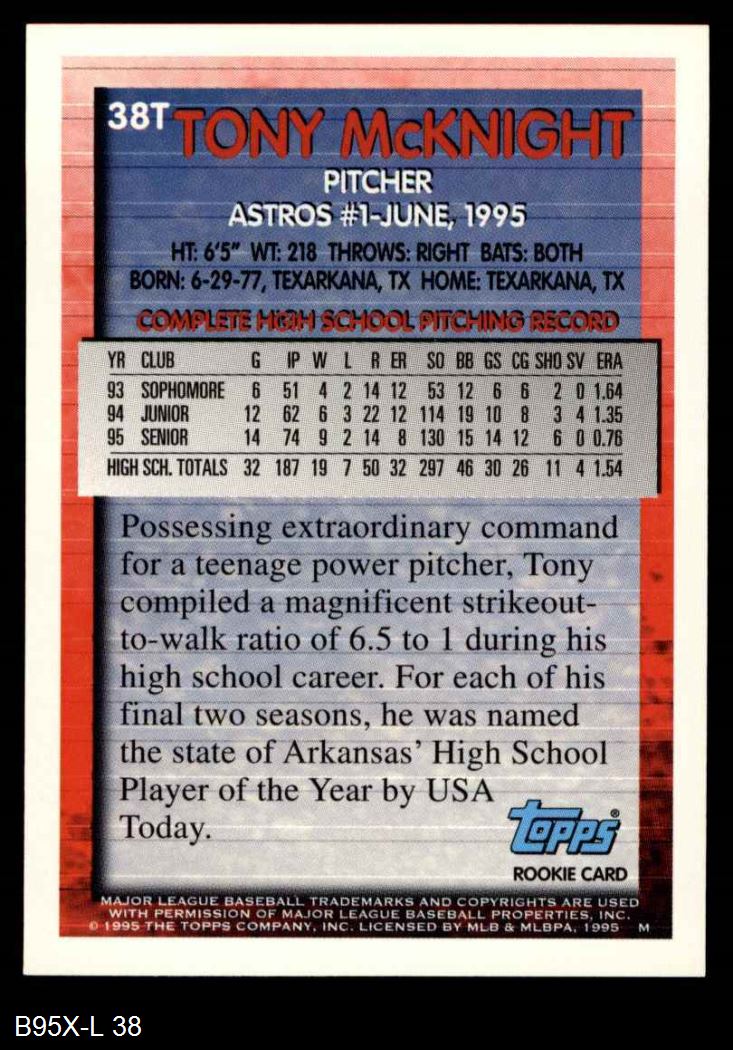 38T TONY McKNIGHT
PITCHER
ASTROS #1-JUNE, 1995
HT: 6'5" WT: 218 THROWS: RIGHT BATS: BOTH
BORN: 6-29-77, TEXARKANA, TX HOME: TEXARKANA, TX
COMPLETE HIGH SCHOOL PITCHING RECORD
YR CLUB G IP W L R ER SO BB GS CG SHO SV ERA
93 SOPHOMORE 6 51 4 2 14 12 53 12 6 6 2 0 1.64
94 JUNIOR 12 62 6 3 22 12 114 19 10 8 3 4 1.35
95 SENIOR 14 74 9 2 14 8 130 15 14 12 6 0 0.76
HIGH SCH. TOTALS 32 187 19 7 50 32 297 46 30 26 11 4 1.54
Possessing extraordinary command
for a teenage power pitcher, Tony
compiled a magnificent strikeout-
to-walk ratio of 6.5 to 1 during his
high school career. For each of his
final two seasons, he was named
the state of Arkansas' High School
Player of the Year by USA
Today.
topps®
ROOKIE CARD
MAJOR LEAGUE BASEBALL TRADEMARKS AND COPYRIGHTS ARE USED
WITH PERMISSION OF MAJOR LEAGUE BASEBALL PROPERTIES, INC.
© 1995 THE TOPPS COMPANY, INC. LICENSED BY MLB & MLBPA, 1995 M
B95X-L 38